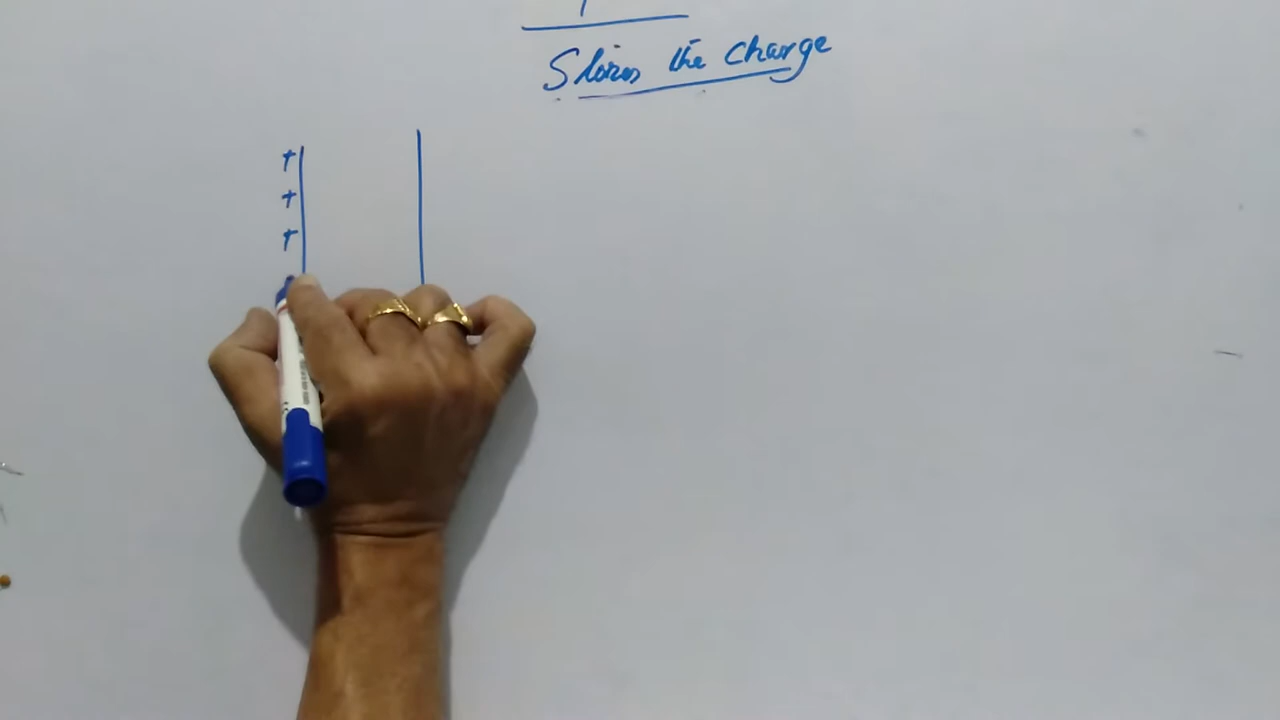 Stores the charge
+
+
+